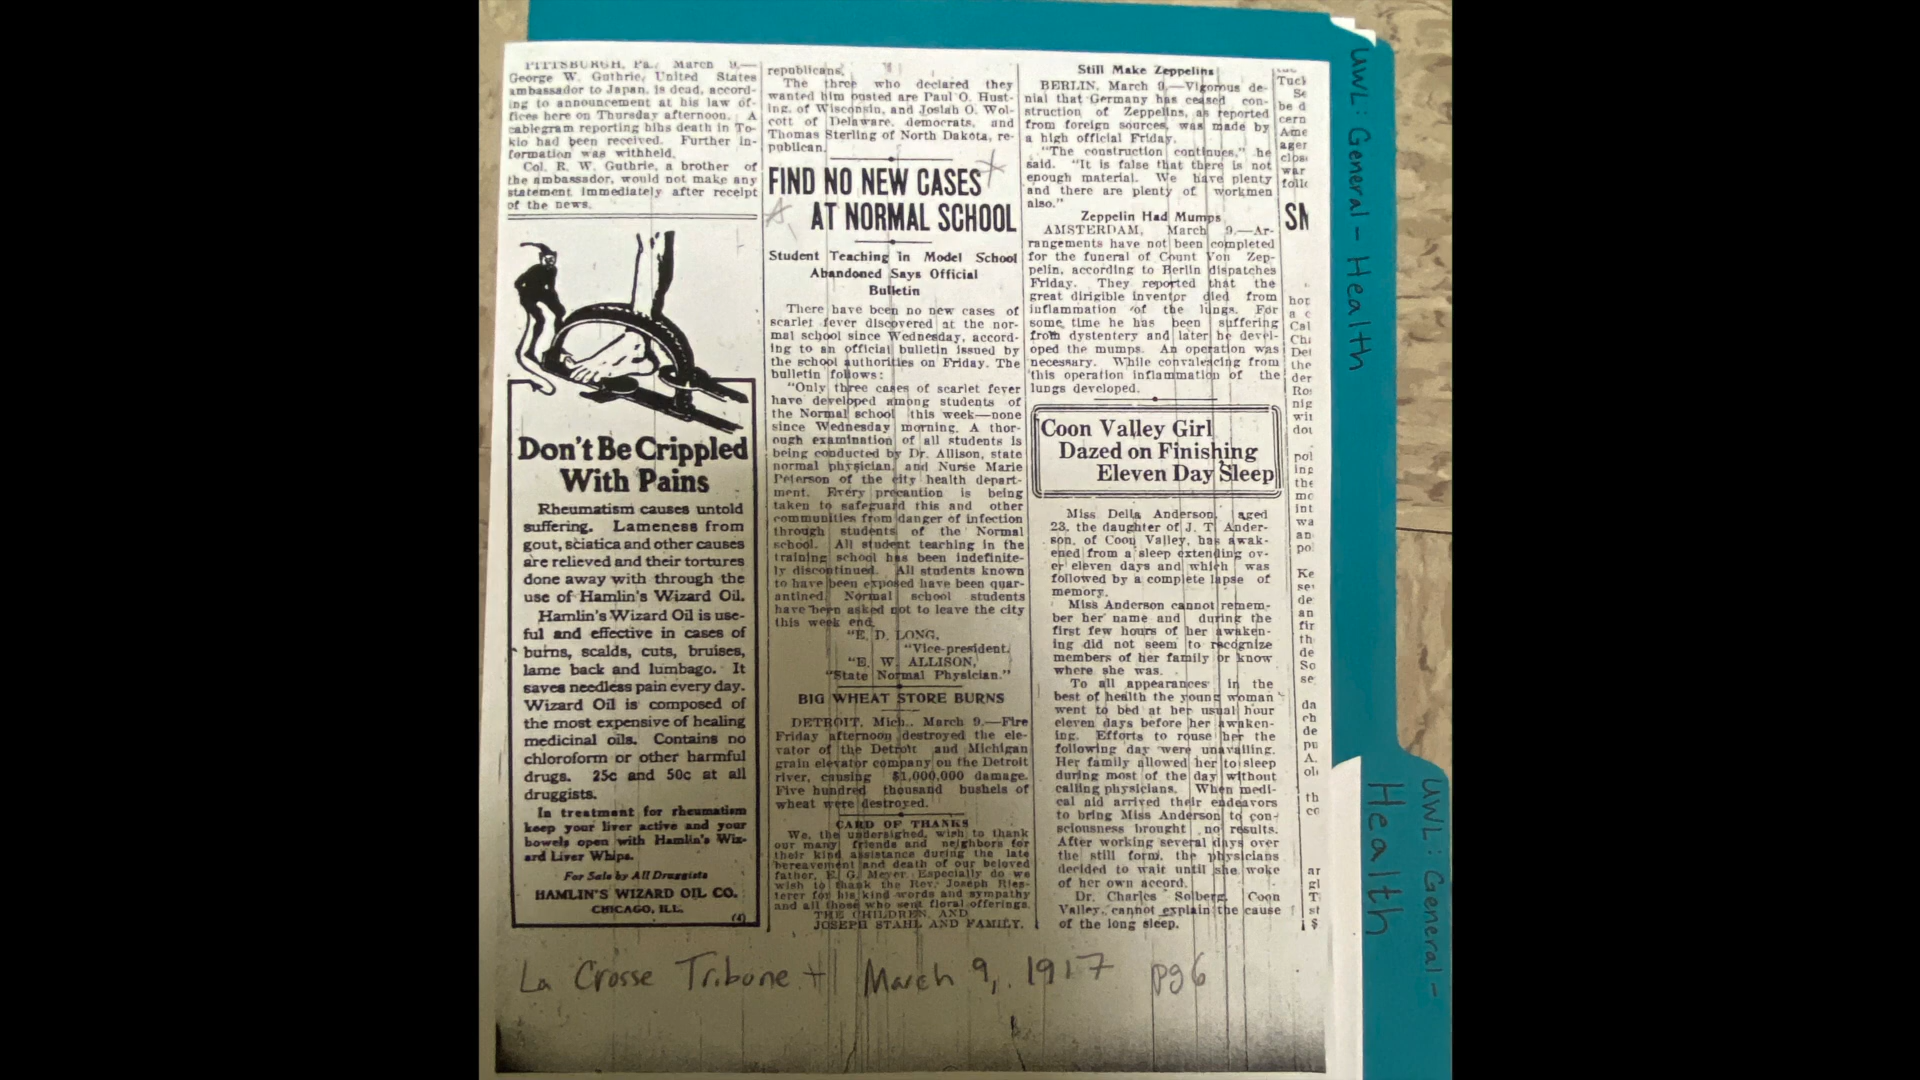 PITTSBURGH, Pa., March 9.—
George W. Guthrie, United States
ambassador to Japan, is dead, accord-
ing to announcement at his law of-
fices here on Thursday afternoon. A
cablegram reporting hibs death in To-
kio had been received. Further in-
formation was withheld.
Col. R. W. Guthrie, a brother of
the ambassador, would not make any
statement immediately after receipt
of the news.
Don't Be Crippled
With Pains
Rheumatism causes untold
suffering. Lameness from
gout, sciatica and other causes
are relieved and their tortures
done away with through the
use of Hamlin's Wizard Oil.
Hamlin's Wizard Oil is use-
ful and effective in cases of
burns, scalds, cuts, bruises,
lame back and lumbago. It
saves needless pain every day.
Wizard Oil is composed of
the most expensive of healing
medicinal oils. Contains no
chloroform or other harmful
drugs. 25c and 50c at all
druggists.
In treatment for rheumatism
keep your liver active and your
bowels open with Hamlin's Wiz-
ard Liver Whips.
For Sale by All Druggists
HAMLIN'S WIZARD OIL CO.
CHICAGO, ILL.
(4)
republicans.
The three who declared they
wanted him ousted are Paul O. Hust-
ing, of Wisconsin, and Josiah O. Wol-
cott of Delaware, democrats, and
Thomas Sterling of North Dakota, re-
publican.
FIND NO NEW CASES
AT NORMAL SCHOOL
Student Teaching in Model School
Abandoned Says Official
Bulletin
There have been no new cases of
scarlet fever discovered at the nor-
mal school since Wednesday, accord-
ing to an official bulletin issued by
the school authorities on Friday. The
bulletin follows:
"Only three cases of scarlet fever
have developed among students of
the Normal school this week—none
since Wednesday morning. A thor-
ough examination of all students is
being conducted by Dr. Allison, state
normal physician, and Nurse Marie
Peterson of the city health depart-
ment. Every precaution is being
taken to safeguard this and other
communities from danger of infection
through students of the Normal
school. All student teaching in the
training school has been indefinite-
ly discontinued. All students known
to have been exposed have been quar-
antined. Normal school students
have been asked not to leave the city
this week end.
"E. D. LONG,
"Vice-president.
"E. W. ALLISON,
"State Normal Physician."
BIG WHEAT STORE BURNS
DETROIT, Mich., March 9.—Fire
Friday afternoon destroyed the ele-
vator of the Detroit and Michigan
grain elevator company on the Detroit
river, causing $1,000,000 damage.
Five hundred thousand bushels of
wheat were destroyed.
CARD OF THANKS
We, the undersigned, wish to thank
our many friends and neighbors for
their kind assistance during the late
bereavement and death of our beloved
father, E. G. Meyer. Especially do we
wish to thank the Rev. Joseph Ries-
terer for his kind words and sympathy
and all those who sent floral offerings.
THE CHILDREN, AND
JOSEPH STAHL AND FAMILY.
Still Make Zeppelins
BERLIN, March 9.—Vigorous de-
nial that Germany has ceased con-
struction of Zeppelins, as reported
from foreign sources, was made by
a high official Friday.
"The construction continues," he
said. "It is false that there is not
enough material. We have plenty
and there are plenty of workmen
also."
Zeppelin Had Mumps
AMSTERDAM, March 9.—Ar-
rangements have not been completed
for the funeral of Count Von Zep-
pelin, according to Berlin dispatches
Friday. They reported that the
great dirigible inventor died from
inflammation of the lungs. For
some time he has been suffering
from dystentery and later he devel-
oped the mumps. An operation was
necessary. While convalescing from
this operation inflammation of the
lungs developed.
Coon Valley Girl
Dazed on Finishing
Eleven Day Sleep
Miss Della Anderson, aged
23, the daughter of J. T. Ander-
son, of Coon Valley, has awak-
ened from a sleep extending ov-
er eleven days and which was
followed by a complete lapse of
memory.
Miss Anderson cannot remem-
ber her name and during the
first few hours of her awaken-
ing did not seem to recognize
members of her family or know
where she was.
To all appearances in the
best of health the young woman
went to bed at her usual hour
eleven days before her awaken-
ing. Efforts to rouse her the
following day were unavailing.
Her family allowed her to sleep
during most of the day without
calling physicians. When medi-
cal aid arrived their endeavors
to bring Miss Anderson to con-
sciousness brought no results.
After working several days over
the still form, the physicians
decided to wait until she woke
of her own accord.
Dr. Charles Solberg, Coon
Valley, cannot explain the cause
of the long sleep.
La Crosse Tribune + March 9, 1917 pg 6
UWL: General - Health
UWL: General -
Health